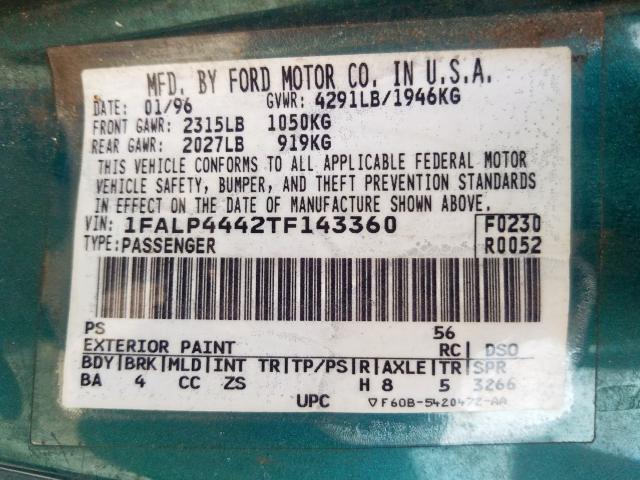 MFD. BY FORD MOTOR CO. IN U.S.A.
DATE: 01/96 GVWR: 4291LB/1946KG
FRONT GAWR: 2315LB 1050KG
REAR GAWR: 2027LB 919KG
THIS VEHICLE CONFORMS TO ALL APPLICABLE FEDERAL MOTOR
VEHICLE SAFETY, BUMPER, AND THEFT PREVENTION STANDARDS
IN EFFECT ON THE DATE OF MANUFACTURE SHOWN ABOVE.
VIN: 1FALP4442TF143360 F0230
TYPE: PASSENGER R0052
PS 56
EXTERIOR PAINT RC DSO
BDY BRK MLD INT TR TP/PS R AXLE TR SPR
BA 4 CC ZS H 8 5 3266
UPC ▽F60B-5420472-AA